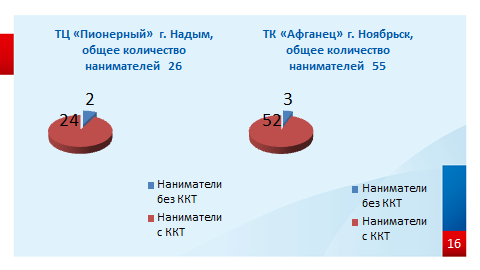 ТЦ «Пионерный» г. Надым,
общее количество
нанимателей 26
2
24
Наниматели
без ККТ
Наниматели
с ККТ
ТК «Афганец» г. Ноябрьск,
общее количество
нанимателей 55
3
52
Наниматели
без ККТ
Наниматели
с ККТ
16